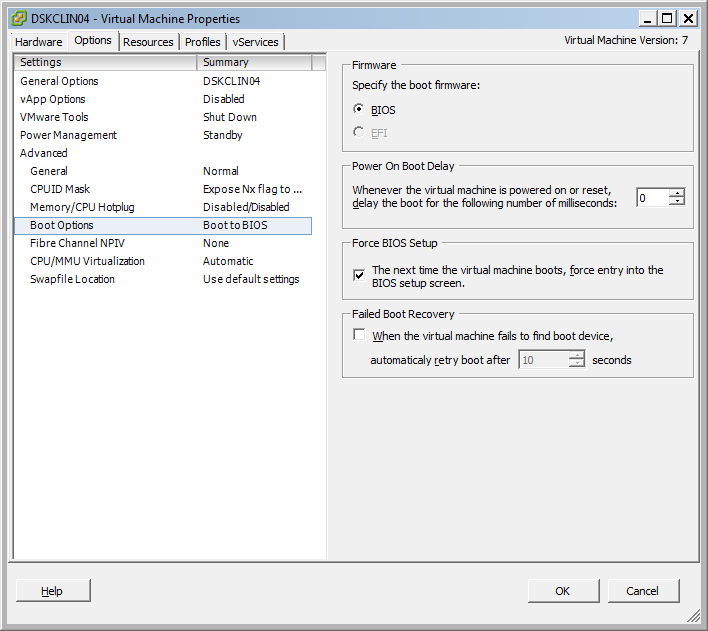 DSKCLIN04 - Virtual Machine Properties
Hardware Options Resources Profiles vServices Virtual Machine Version: 7
Settings Summary
General Options DSKCLIN04
vApp Options Disabled
VMware Tools Shut Down
Power Management Standby
Advanced
General Normal
CPUID Mask Expose Nx flag to ...
Memory/CPU Hotplug Disabled/Disabled
Boot Options Boot to BIOS
Fibre Channel NPIV None
CPU/MMU Virtualization Automatic
Swapfile Location Use default settings
Firmware
Specify the boot firmware:
BIOS
EFI
Power On Boot Delay
Whenever the virtual machine is powered on or reset,
delay the boot for the following number of milliseconds:
0
Force BIOS Setup
The next time the virtual machine boots, force entry into the
BIOS setup screen.
Failed Boot Recovery
When the virtual machine fails to find boot device,
automaticaly retry boot after 10 seconds
Help OK Cancel